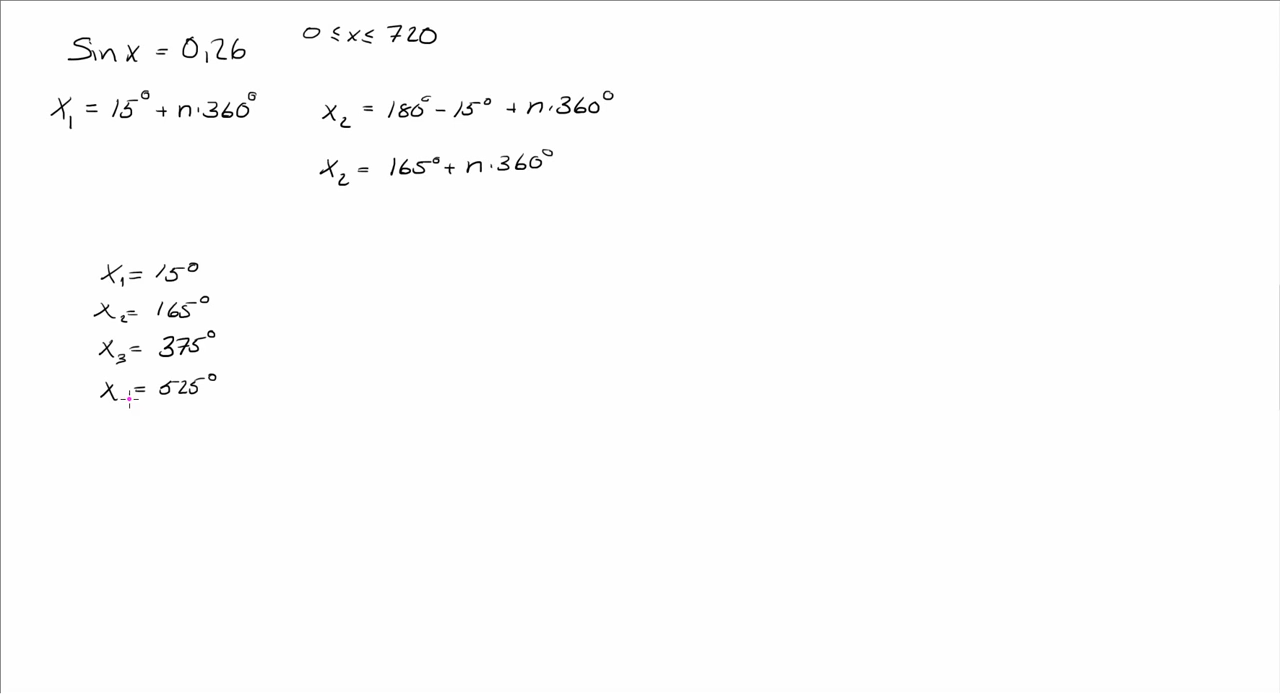 Sin x = 0,26 0 ≤ x ≤ 720
x₁ = 15° + n·360° x₂ = 180° - 15° + n·360°
x₂ = 165° + n·360°
x₁ = 15°
x₂ = 165°
x₃ = 375°
x = 525°